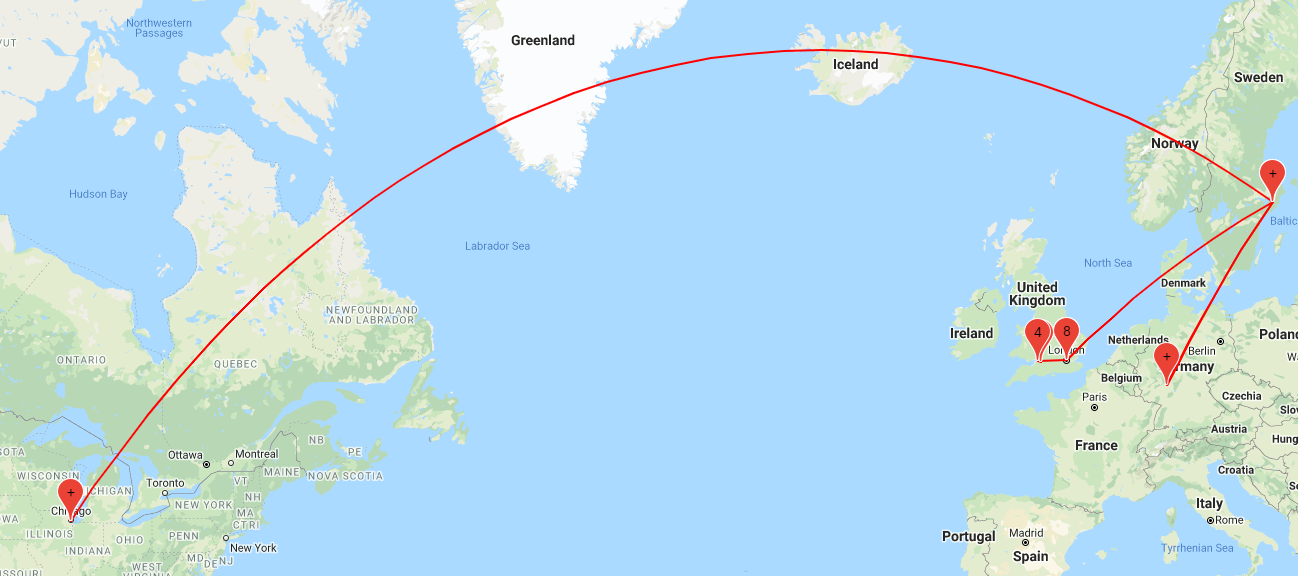 Northwestern
Passages
VUT
Greenland
Iceland
Sweden
Norway
Hudson Bay
Baltic
Labrador Sea
North Sea
United
Kingdom
Denmark
NEWFOUNDLAND
AND LABRADOR
Ireland
4
8
+
London
Netherlands
Berlin
Poland
ONTARIO
QUEBEC
+
Germany
Belgium
Paris
Czechia
Slov
Austria
Hung
France
NB
PE
Ottawa
Montreal
MAINE
NOVA SCOTIA
Croatia
WISCONSIN
MICHIGAN
Toronto
VT
NH
NEW YORK
MA
CT RI
+
Chicago
ILLINOIS
INDIANA
OHIO
PENN
New York
MD
DE
NJ
WEST
VIRGINIA
Italy
Rome
Portugal
Madrid
Spain
Tyrrhenian Sea
+